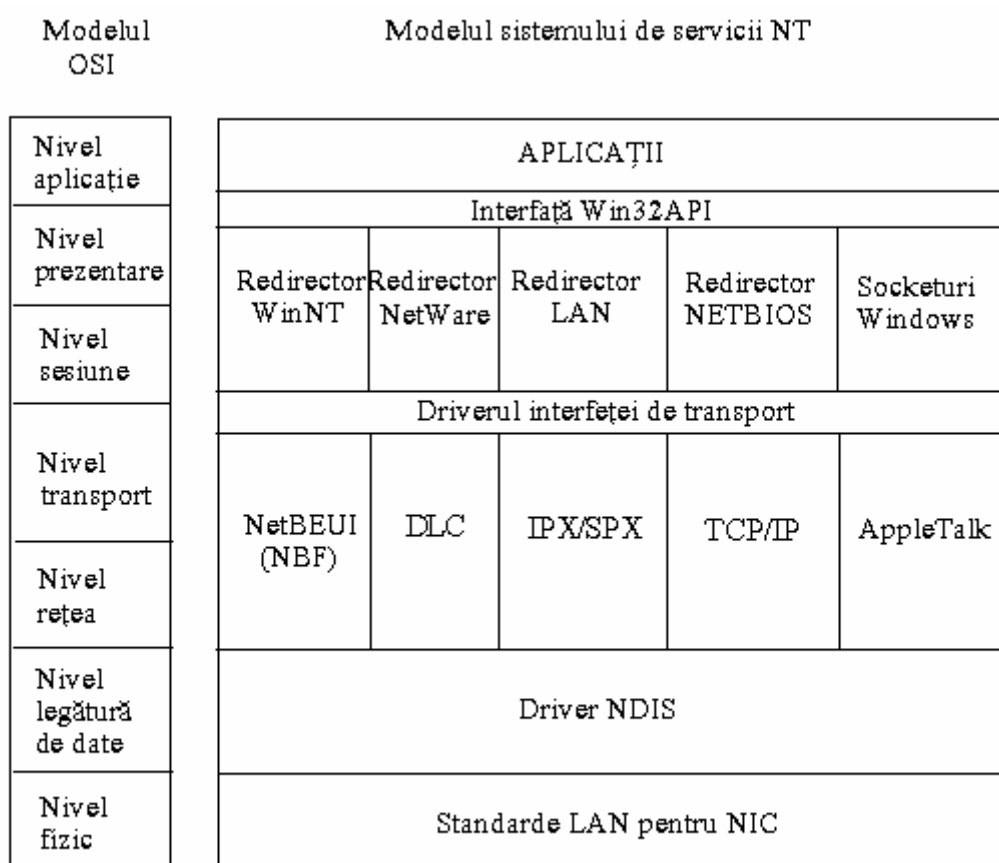 Modelul
OSI
Modelul sistemului de servicii NT
Nivel
aplicație
APLICAȚII
Interfață Win32API
Nivel
prezentare
Nivel
sesiune
Redirector
WinNT
Redirector
NetWare
Redirector
LAN
Redirector
NETBIOS
Socketuri
Windows
Driverul interfeței de transport
Nivel
transport
Nivel
rețea
NetBEUI
(NBF)
DLC
IPX/SPX
TCP/IP
AppleTalk
Nivel
legătură
de date
Driver NDIS
Nivel
fizic
Standarde LAN pentru NIC